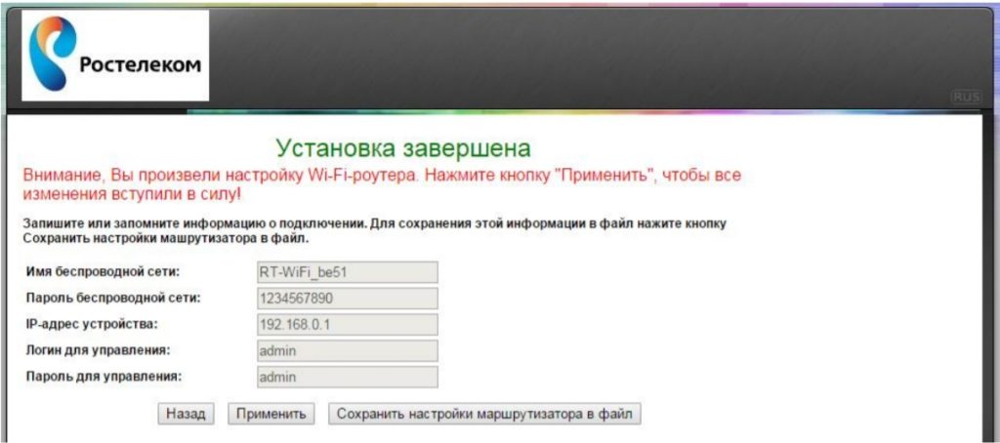 Ростелеком
RUS
Установка завершена
Внимание, Вы произвели настройку Wi-Fi-роутера. Нажмите кнопку "Применить", чтобы все
изменения вступили в силу!
Запишите или запомните информацию о подключении. Для сохранения этой информации в файл нажите кнопку
Сохранить настройки машрутизатора в файл.
Имя беспроводной сети: RT-WiFi_be51
Пароль беспроводной сети: 1234567890
IP-адрес устройства: 192.168.0.1
Логин для управления: admin
Пароль для управления: admin
Назад Применить Сохранить настройки маршрутизатора в файл